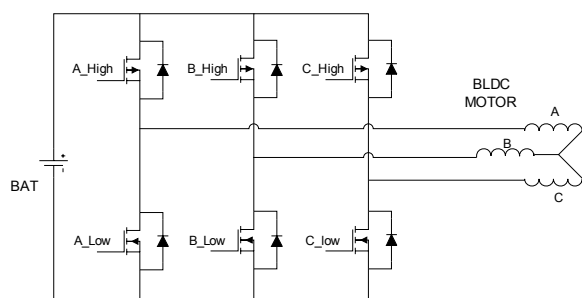 A_High
B_High
C_High
BLDC
MOTOR
A
B
C
+
-
BAT
A_Low
B_Low
C_low